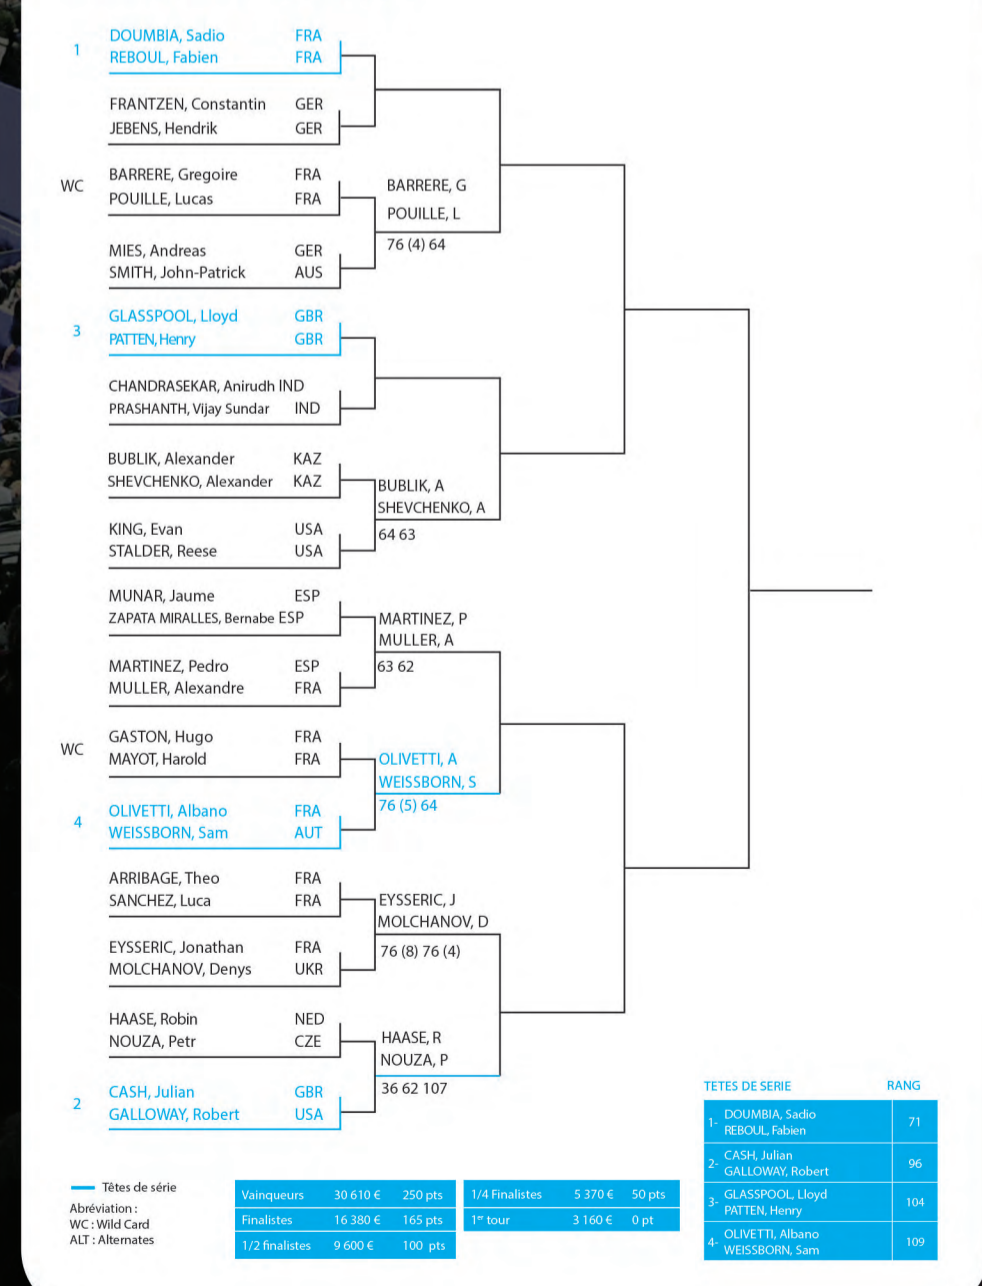 1
DOUMBIA, Sadio FRA
REBOUL, Fabien FRA
FRANTZEN, Constantin GER
JEBENS, Hendrik GER
WC
BARRERE, Gregoire FRA
POUILLE, Lucas FRA
BARRERE, G
POUILLE, L
76 (4) 64
MIES, Andreas GER
SMITH, John-Patrick AUS
3
GLASSPOOL, Lloyd GBR
PATTEN, Henry GBR
CHANDRASEKAR, Anirudh IND
PRASHANTH, Vijay Sundar IND
BUBLIK, Alexander KAZ
SHEVCHENKO, Alexander KAZ
BUBLIK, A
SHEVCHENKO, A
64 63
KING, Evan USA
STALDER, Reese USA
MUNAR, Jaume ESP
ZAPATA MIRALLES, Bernabe ESP
MARTINEZ, P
MULLER, A
63 62
MARTINEZ, Pedro ESP
MULLER, Alexandre FRA
WC
GASTON, Hugo FRA
MAYOT, Harold FRA
OLIVETTI, A
WEISSBORN, S
76 (5) 64
4
OLIVETTI, Albano FRA
WEISSBORN, Sam AUT
ARRIBAGE, Theo FRA
SANCHEZ, Luca FRA
EYSSERIC, J
MOLCHANOV, D
76 (8) 76 (4)
EYSSERIC, Jonathan FRA
MOLCHANOV, Denys UKR
HAASE, Robin NED
NOUZA, Petr CZE
HAASE, R
NOUZA, P
36 62 107
2
CASH, Julian GBR
GALLOWAY, Robert USA
TETES DE SERIE RANG
1- DOUMBIA, Sadio
REBOUL, Fabien 71
2- CASH, Julian
GALLOWAY, Robert 96
3- GLASSPOOL, Lloyd
PATTEN, Henry 104
4- OLIVETTI, Albano
WEISSBORN, Sam 109
Têtes de série
Abréviation :
WC : Wild Card
ALT : Alternates
Vainqueurs 30 610 € 250 pts
Finalistes 16 380 € 165 pts
1/2 finalistes 9 600 € 100 pts
1/4 Finalistes 5 370 € 50 pts
1er tour 3 160 € 0 pt